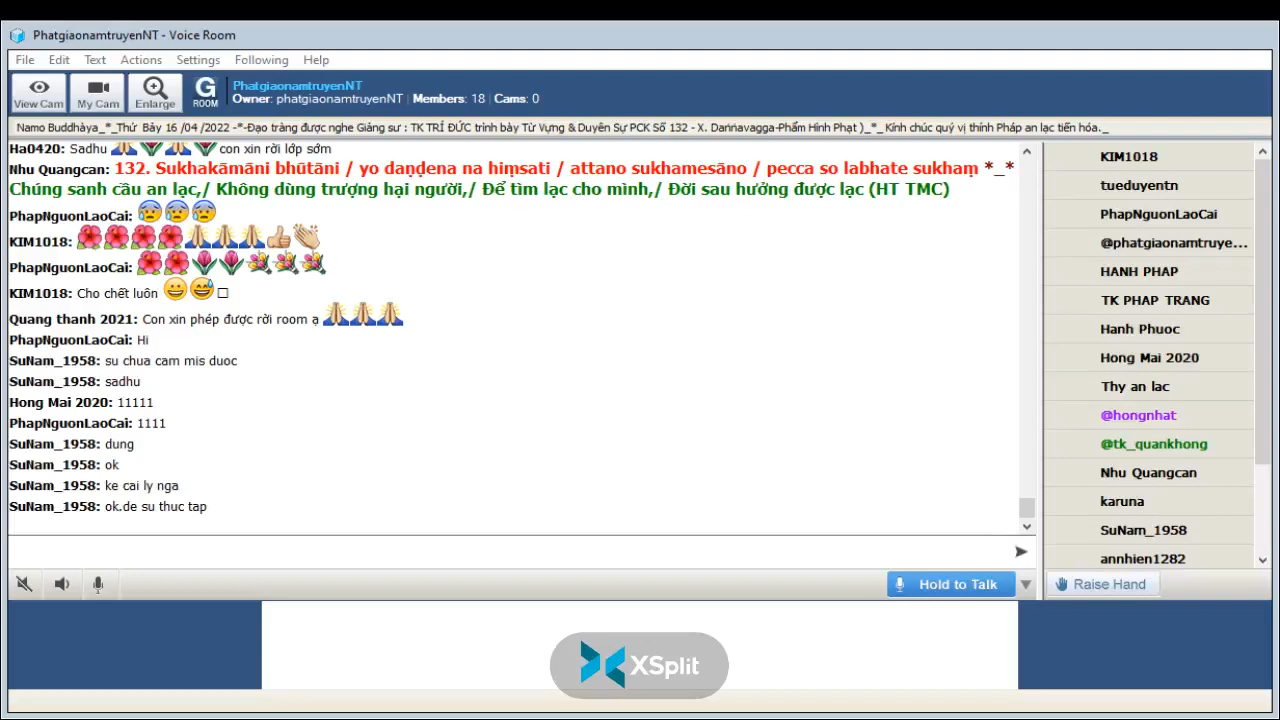 PhatgiaonamtruyenNT - Voice Room
File Edit Text Actions Settings Following Help
View Cam My Cam Enlarge G ROOM
PhatgiaonamtruyenNT
Owner: phatgiaonamtruyenNT | Members: 18 | Cams: 0
Namo Buddhàya_*_Thứ Bảy 16 /04 /2022 -*-Đạo tràng được nghe Giảng sư : TK TRÍ ĐỨC trình bày Từ Vựng & Duyên Sự PCK Số 132 - X. Daṇḍavagga-Phẩm Hình Phạt )_*_ Kính chúc quý vị thính Pháp an lạc tiến hóa._
Ha0420: Sadhu con xin rời lớp sớm
Nhu Quangcan: 132. Sukhakāmāni bhūtāni / yo daṇḍena na hiṃsati / attano sukhamesāno / pecca so labhate sukhaṃ *_*
Chúng sanh cầu an lạc,/ Không dùng trượng hại người,/ Để tìm lạc cho mình,/ Đời sau hưởng được lạc (HT TMC)
PhapNguonLaoCai:
KIM1018:
PhapNguonLaoCai:
KIM1018: Cho chết luôn
Quang thanh 2021: Con xin phép được rời room ạ
PhapNguonLaoCai: Hi
SuNam_1958: su chua cam mis duoc
SuNam_1958: sadhu
Hong Mai 2020: 11111
PhapNguonLaoCai: 1111
SuNam_1958: dung
SuNam_1958: ok
SuNam_1958: ke cai ly nga
SuNam_1958: ok.de su thuc tap
Hold to Talk
KIM1018
tueduyentn
PhapNguonLaoCai
@phatgiaonamtruye...
HANH PHAP
TK PHAP TRANG
Hanh Phuoc
Hong Mai 2020
Thy an lac
@hongnhat
@tk_quankhong
Nhu Quangcan
karuna
SuNam_1958
annhien1282
Raise Hand
XSplit